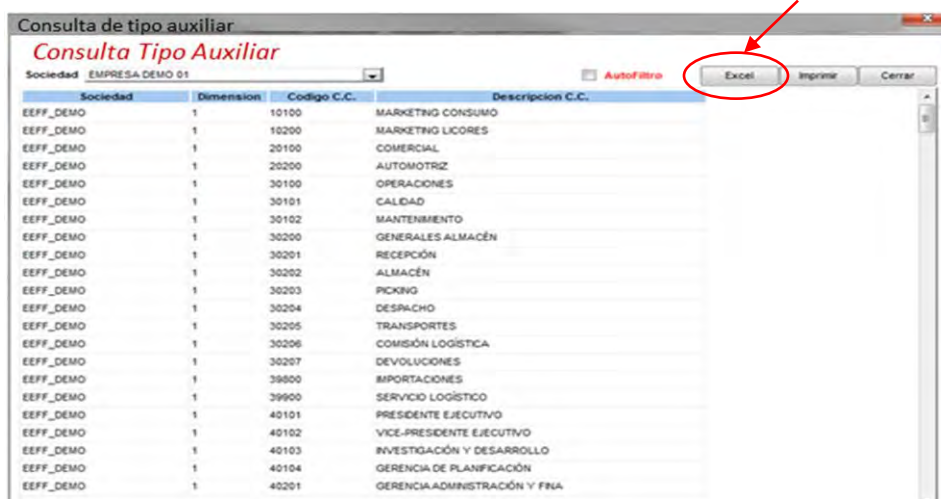 Consulta de tipo auxiliar
Consulta Tipo Auxiliar
Sociedad EMPRESA DEMO 01 AutoFiltro Excel Imprimir Cerrar
Sociedad Dimension Codigo C.C. Descripcion C.C.
EEFF_DEMO 1 10100 MARKETING CONSUMO
EEFF_DEMO 1 10200 MARKETING LICORES
EEFF_DEMO 1 20100 COMERCIAL
EEFF_DEMO 1 20200 AUTOMOTRIZ
EEFF_DEMO 1 30100 OPERACIONES
EEFF_DEMO 1 30101 CALIDAD
EEFF_DEMO 1 30102 MANTENIMIENTO
EEFF_DEMO 1 30200 GENERALES ALMACÉN
EEFF_DEMO 1 30201 RECEPCIÓN
EEFF_DEMO 1 30202 ALMACÉN
EEFF_DEMO 1 30203 PICKING
EEFF_DEMO 1 30204 DESPACHO
EEFF_DEMO 1 30205 TRANSPORTES
EEFF_DEMO 1 30206 COMISIÓN LOGÍSTICA
EEFF_DEMO 1 30207 DEVOLUCIONES
EEFF_DEMO 1 39800 IMPORTACIONES
EEFF_DEMO 1 39900 SERVICIO LOGÍSTICO
EEFF_DEMO 1 40101 PRESIDENTE EJECUTIVO
EEFF_DEMO 1 40102 VICE-PRESIDENTE EJECUTIVO
EEFF_DEMO 1 40103 INVESTIGACIÓN Y DESARROLLO
EEFF_DEMO 1 40104 GERENCIA DE PLANIFICACIÓN
EEFF_DEMO 1 40201 GERENCIA ADMINISTRACIÓN Y FINA